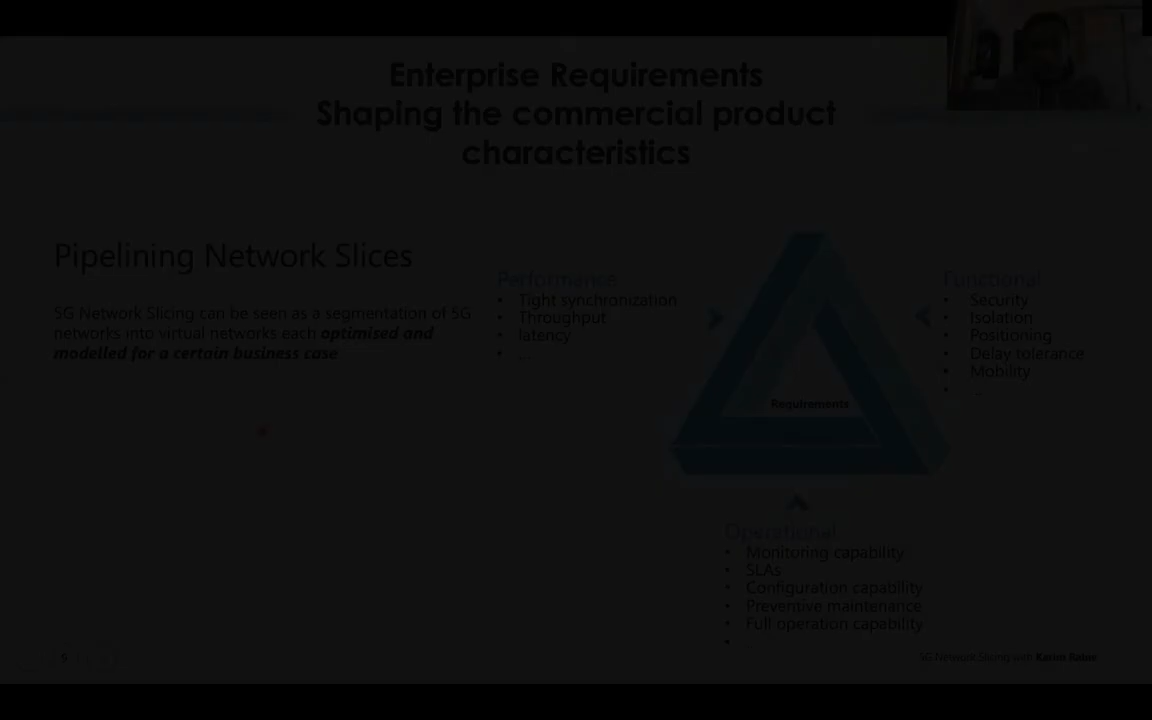 Enterprise Requirements
Shaping the commercial product
characteristics
Pipelining Network Slices
5G Network Slicing can be seen as a segmentation of 5G
networks into virtual networks each optimised and
modelled for a certain business case
Performance
• Tight synchronization
• Throughput
• latency
• ...
Functional
• Security
• Isolation
• Positioning
• Delay tolerance
• Mobility
• ...
Requirements
Operational
• Monitoring capability
• SLAs
• Configuration capability
• Preventive maintenance
• Full operation capability
•
5G Network Slicing with Karim